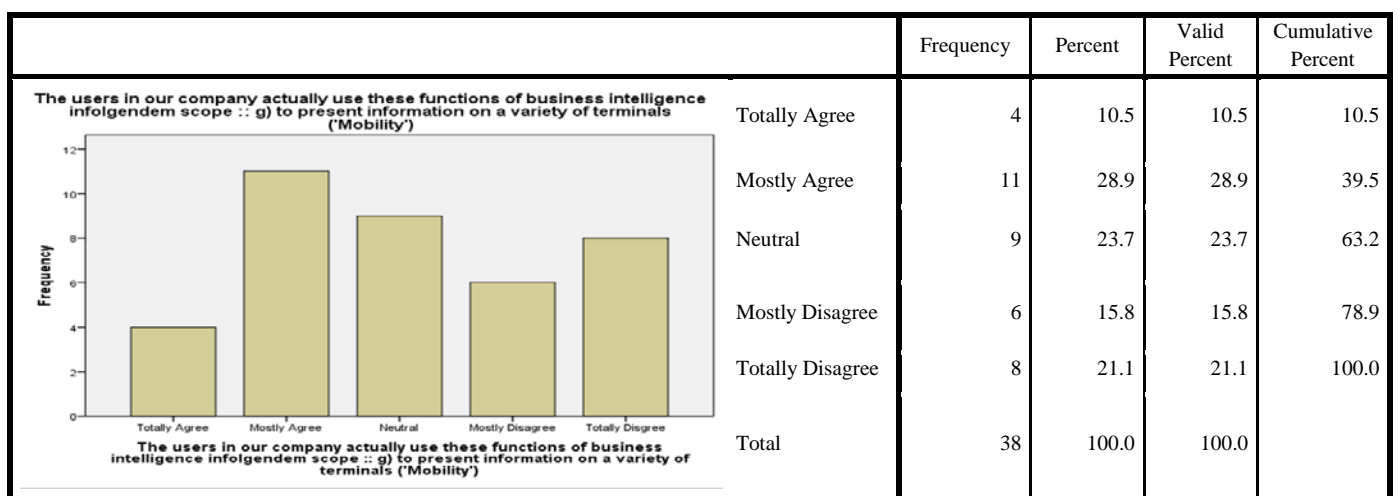 Frequency Percent Valid Percent Cumulative Percent
The users in our company actually use these functions of business intelligence
infolgendem scope :: g) to present information on a variety of terminals
('Mobility')
Frequency
12
10
8
6
4
2
0
Totally Agree Mostly Agree Neutral Mostly Disagree Totally Disgree
The users in our company actually use these functions of business
intelligence infolgendem scope :: g) to present information on a variety of
terminals ('Mobility')
Totally Agree 4 10.5 10.5 10.5
Mostly Agree 11 28.9 28.9 39.5
Neutral 9 23.7 23.7 63.2
Mostly Disagree 6 15.8 15.8 78.9
Totally Disagree 8 21.1 21.1 100.0
Total 38 100.0 100.0